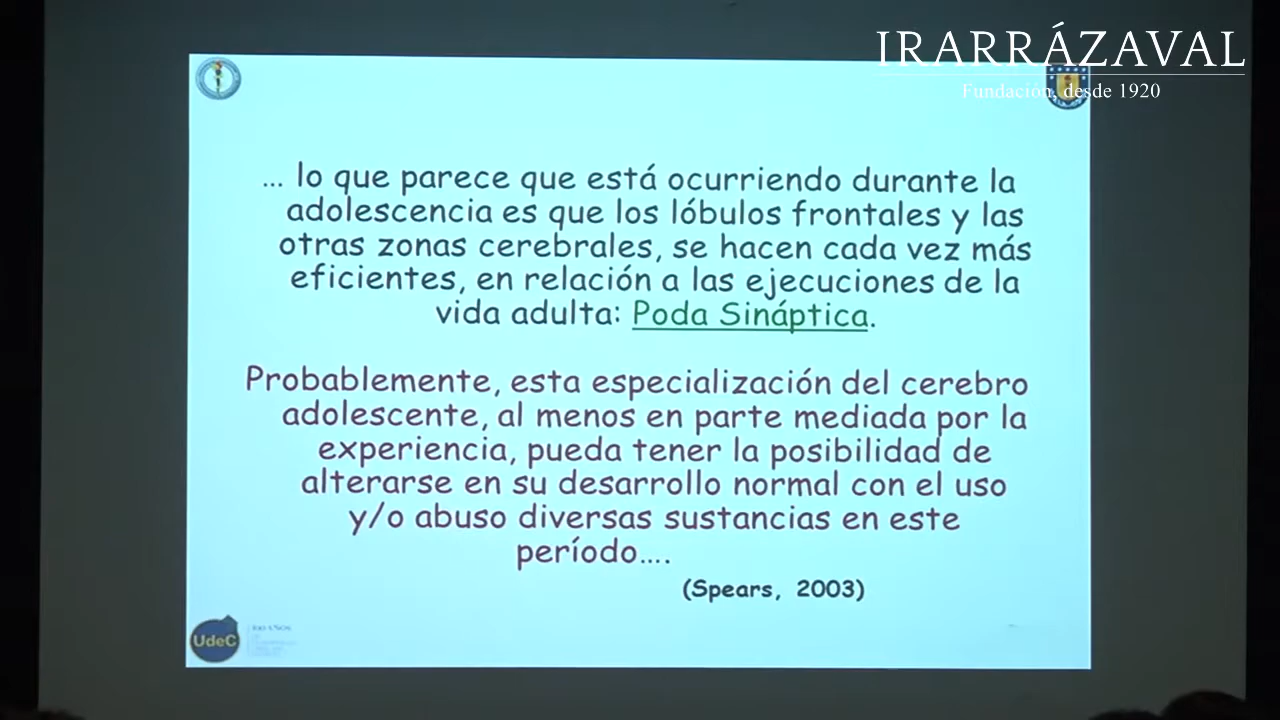 IRARRÁZAVAL
Fundación, desde 1920
... lo que parece que está ocurriendo durante la
adolescencia es que los lóbulos frontales y las
otras zonas cerebrales, se hacen cada vez más
eficientes, en relación a las ejecuciones de la
vida adulta: Poda Sináptica.
Probablemente, esta especialización del cerebro
adolescente, al menos en parte mediada por la
experiencia, pueda tener la posibilidad de
alterarse en su desarrollo normal con el uso
y/o abuso diversas sustancias en este
período....
(Spears, 2003)
UdeC